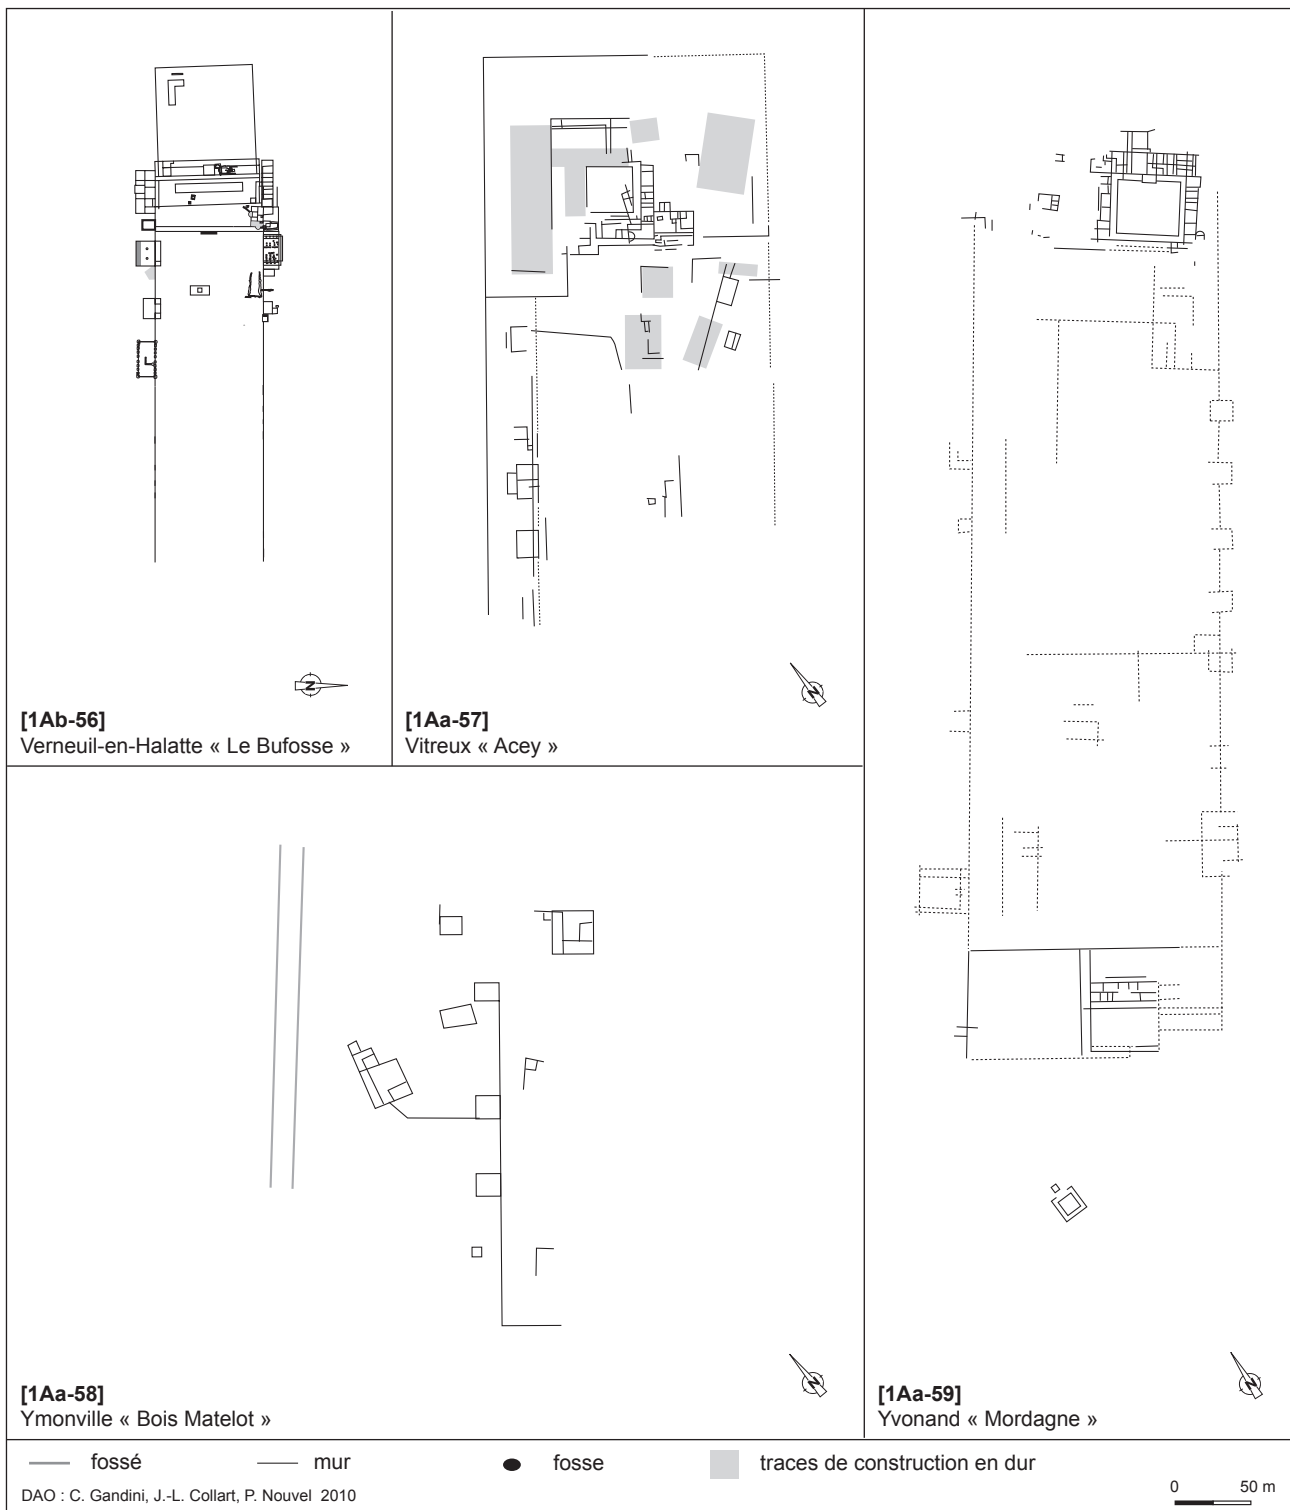 [1Ab-56]
Verneuil-en-Halatte « Le Bufosse »
[1Aa-57]
Vitreux « Acey »
[1Aa-58]
Ymonville « Bois Matelot »
[1Aa-59]
Yvonand « Mordagne »
N
N
N
N
fossé
mur
fosse
traces de construction en dur
DAO : C. Gandini, J.-L. Collart, P. Nouvel 2010
0 50 m